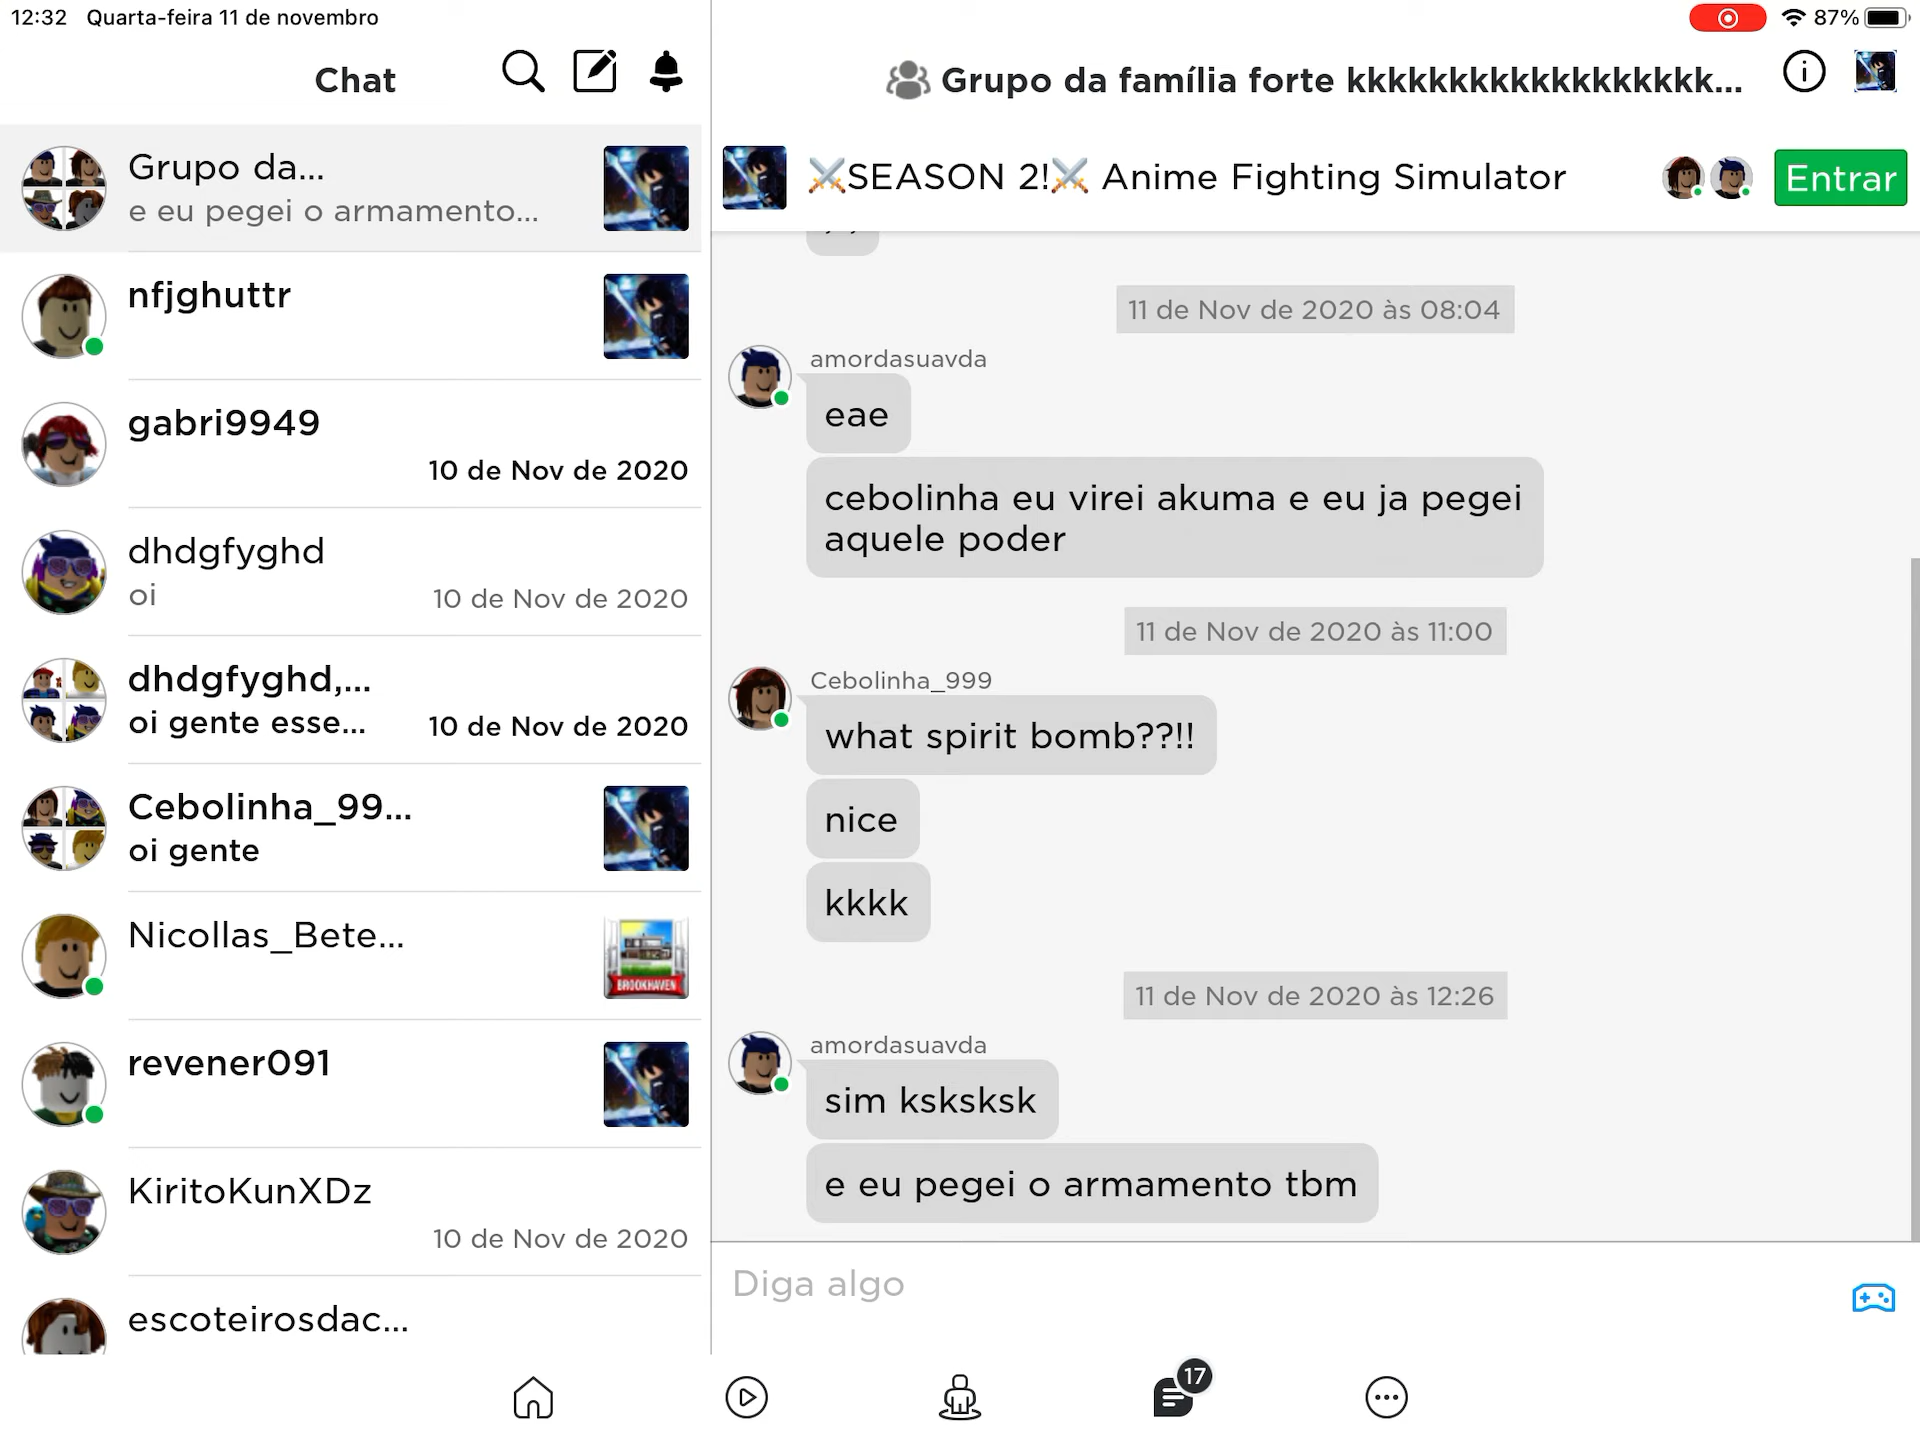 12:32 Quarta-feira 11 de novembro
87%
Chat
Grupo da...
e eu pegei o armamento...
nfjghuttr
gabri9949
10 de Nov de 2020
dhdgfyghd
oi
10 de Nov de 2020
dhdgfyghd,...
oi gente esse...
10 de Nov de 2020
Cebolinha_99...
oi gente
Nicollas_Bete...
BROOKHAVEN
revener091
KiritoKunXDz
10 de Nov de 2020
escoteirosdac...
Grupo da família forte kkkkkkkkkkkkkkkkkk...
⚔️SEASON 2!⚔️ Anime Fighting Simulator
Entrar
11 de Nov de 2020 às 08:04
amordasuavda
eae
cebolinha eu virei akuma e eu ja pegei
aquele poder
11 de Nov de 2020 às 11:00
Cebolinha_999
what spirit bomb??!!
nice
kkkk
11 de Nov de 2020 às 12:26
amordasuavda
sim ksksksk
e eu pegei o armamento tbm
Diga algo
17